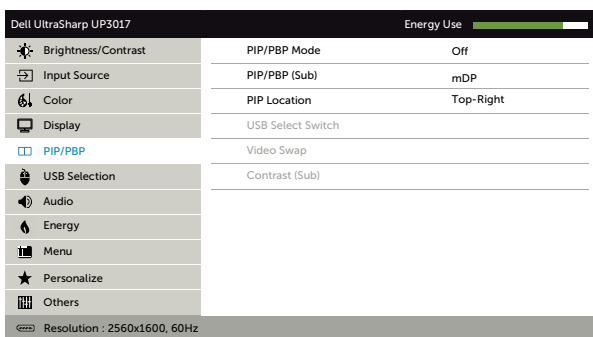 Dell UltraSharp UP3017 Energy Use
Brightness/Contrast PIP/PBP Mode Off
Input Source PIP/PBP (Sub) mDP
Color PIP Location Top-Right
Display USB Select Switch
PIP/PBP Video Swap
USB Selection Contrast (Sub)
Audio
Energy
Menu
Personalize
Others
Resolution : 2560x1600, 60Hz